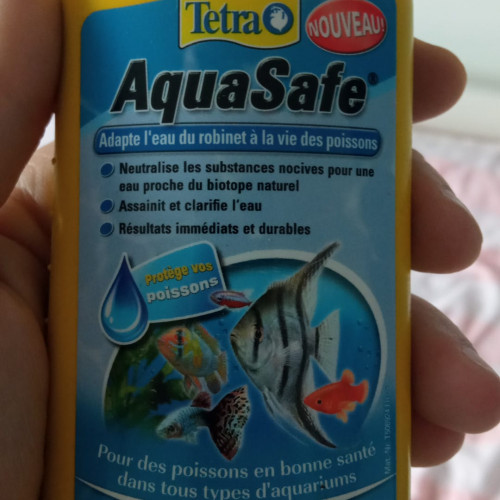 Tetra
NOUVEAU!
AquaSafe®
Adapte l'eau du robinet à la vie des poissons
Neutralise les substances nocives pour une
eau proche du biotope naturel
Assainit et clarifie l'eau
Résultats immédiats et durables
Protège vos
poissons
Pour des poissons en bonne santé
dans tous types d'aquariums